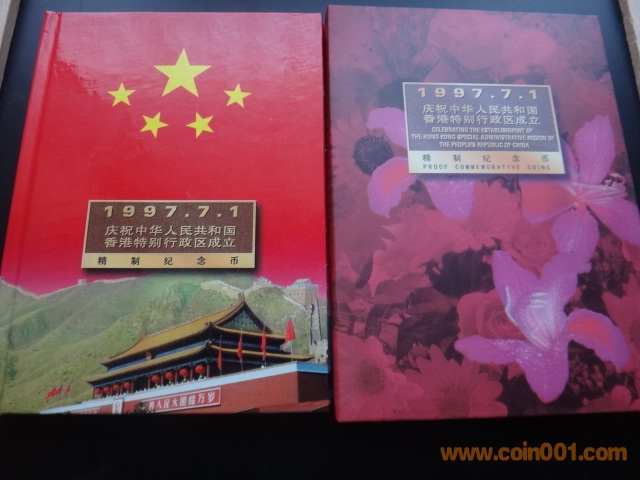 1997.7.1
庆祝中华人民共和国
香港特别行政区成立
精制纪念币
界人民大团结万岁
1997.7.1
庆祝中华人民共和国
香港特别行政区成立
CELEBRATING THE ESTABLISHMENT OF
THE HONG KONG SPECIAL ADMINISTRATIVE REGION OF
THE PEOPLE'S REPUBLIC OF CHINA
精制纪念币
PROOF COMMEMORATIVE COINS
www.coin001.com